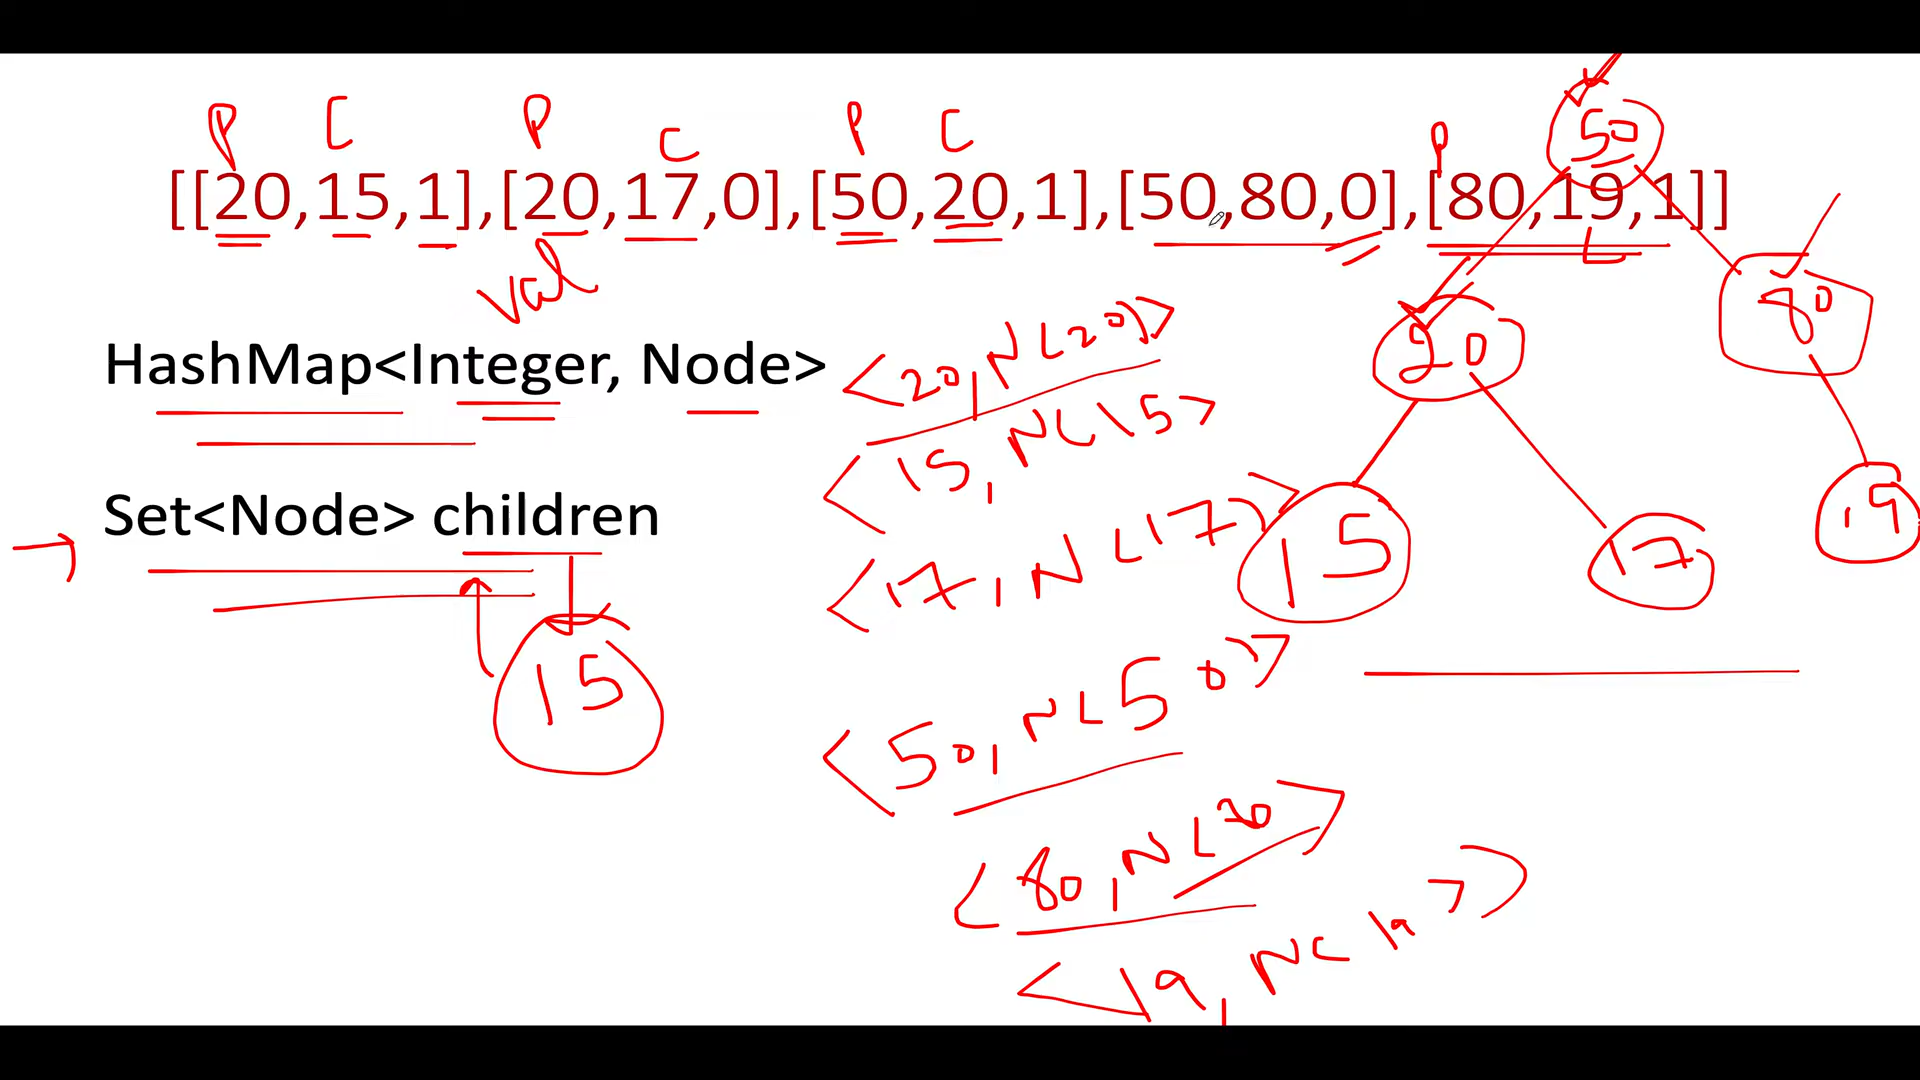 P C P C P C P
[[20,15,1],[20,17,0],[50,20,1],[50,80,0],[80,19,1]]
50
val
80
HashMap<Integer, Node>
<20,N(20)>
20
<15,N(15>
Set<Node> children
<17,N(17)>
15
17
19
15
<50,N(50)>
<80,N(
<19,N(19>)